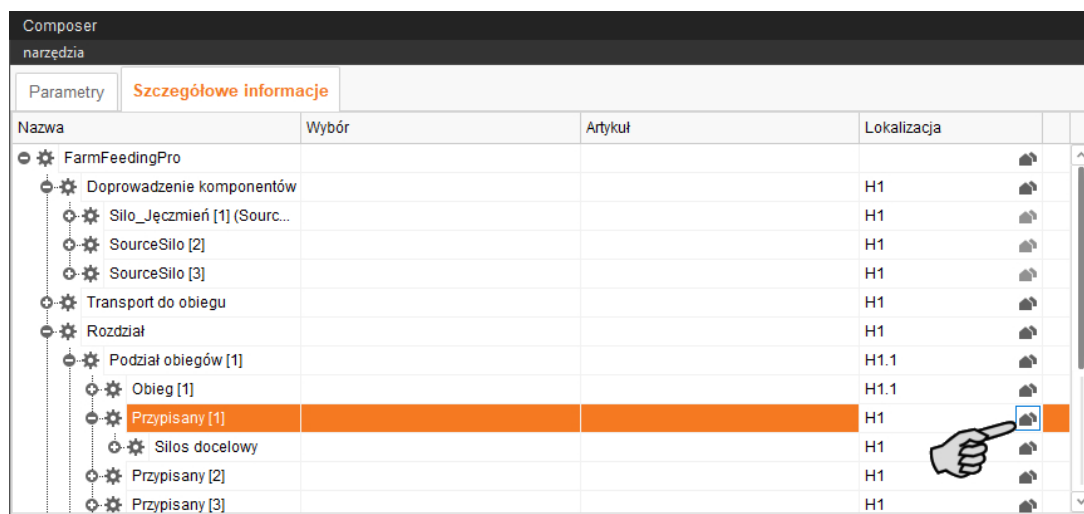 Composer
narzędzia
Parametry Szczegółowe informacje
Nazwa Wybór Artykuł Lokalizacja
FarmFeedingPro
Doprowadzenie komponentów H1
Silo_Jęczmień [1] (Sourc... H1
SourceSilo [2] H1
SourceSilo [3] H1
Transport do obiegu H1
Rozdział H1
Podział obiegów [1] H1.1
Obieg [1] H1.1
Przypisany [1] H1
Silos docelowy H1
Przypisany [2] H1
Przypisany [3] H1